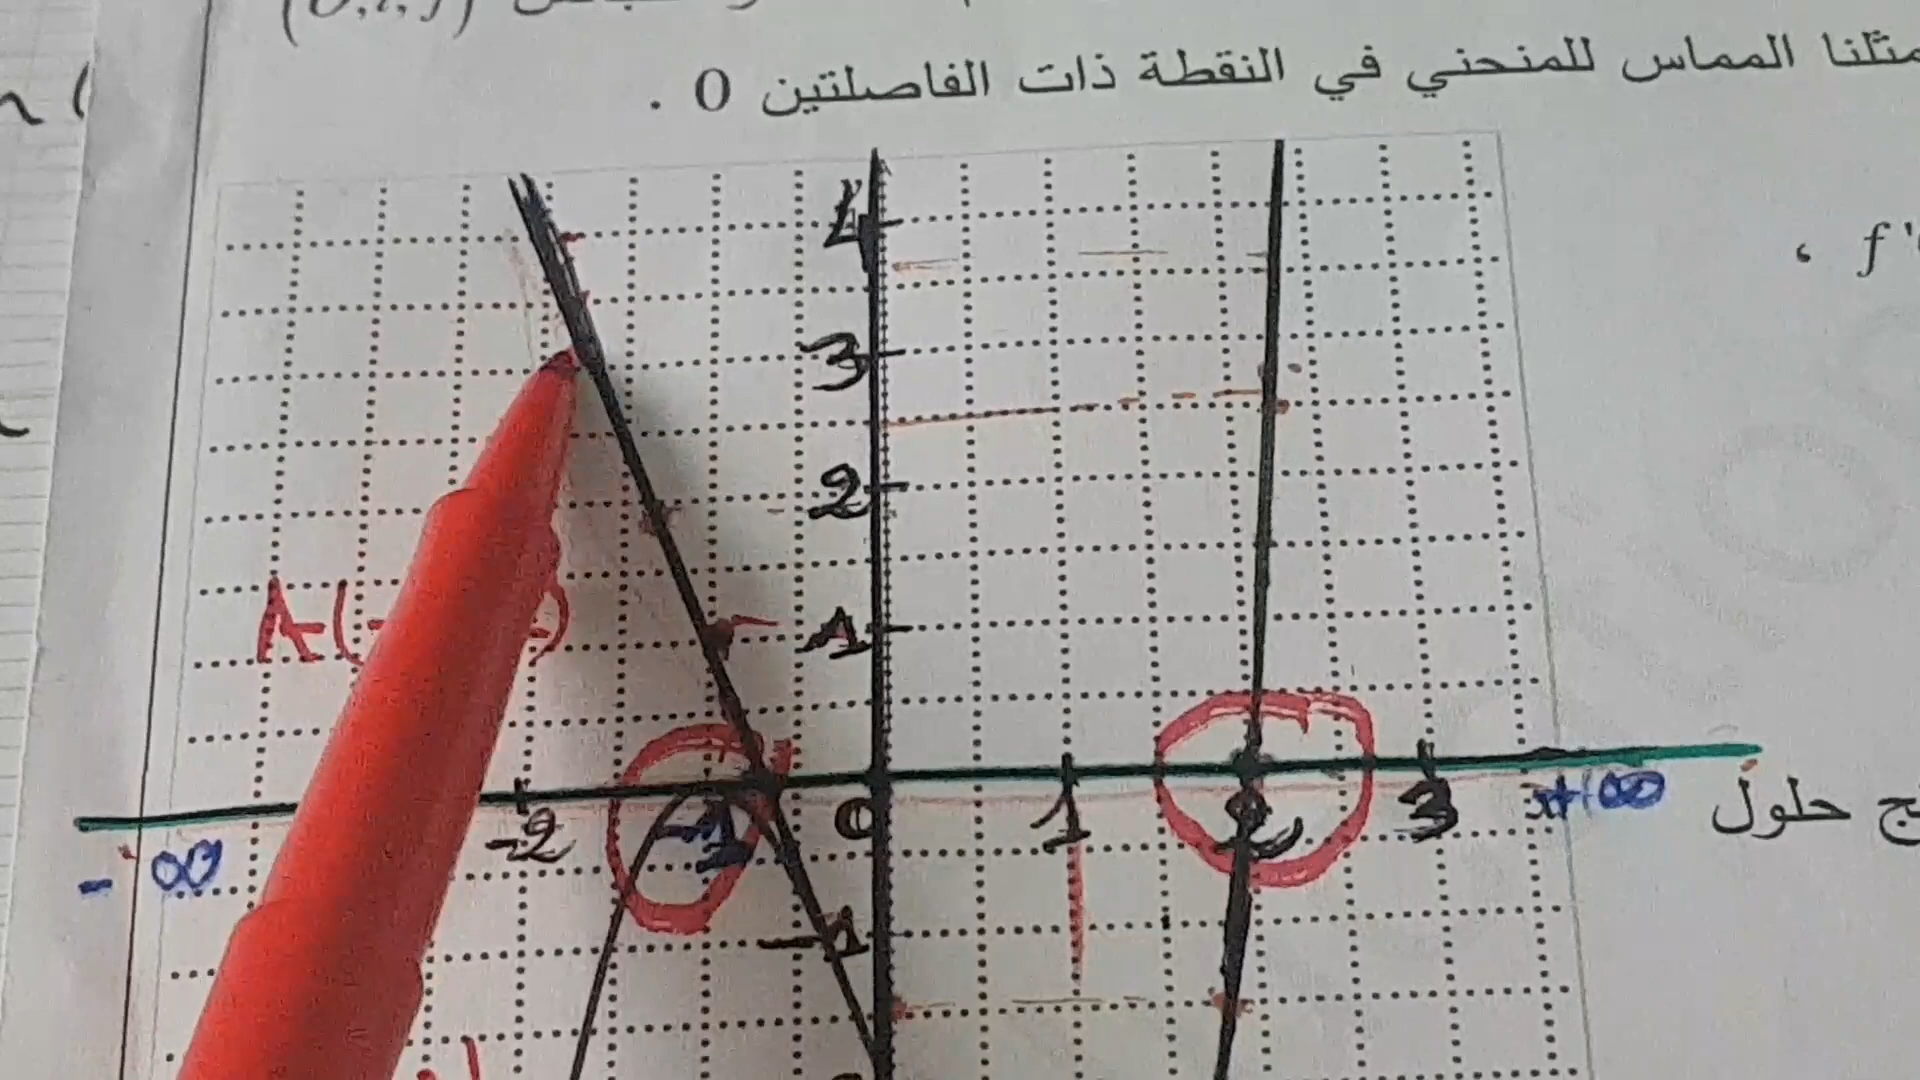 مثلنا المماس للمنحني في النقطة ذات الفاصلتين 0 .
f'
4
3
2
1
A(
-2 -1 0 1 2 3 +∞
حلول
-∞
-1